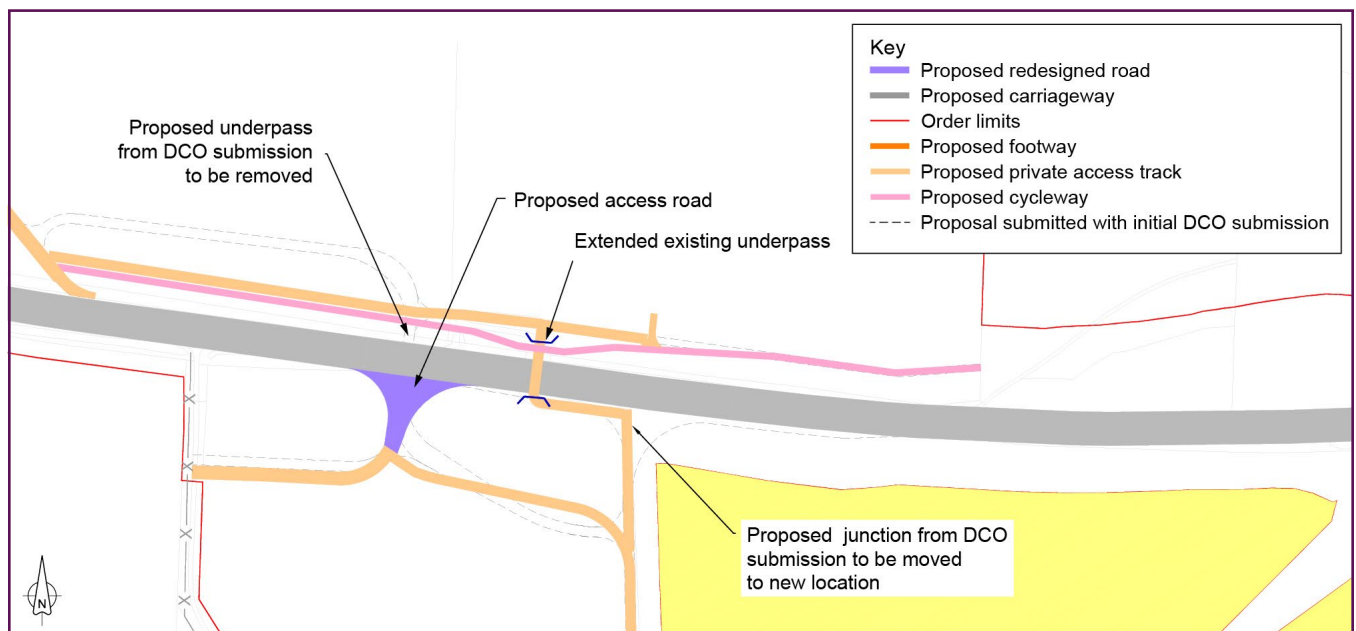 Key
Proposed redesigned road
Proposed carriageway
Order limits
Proposed footway
Proposed private access track
Proposed cycleway
Proposal submitted with initial DCO submission
Proposed underpass
from DCO submission
to be removed
Proposed access road
Extended existing underpass
Proposed junction from DCO
submission to be moved
to new location
N